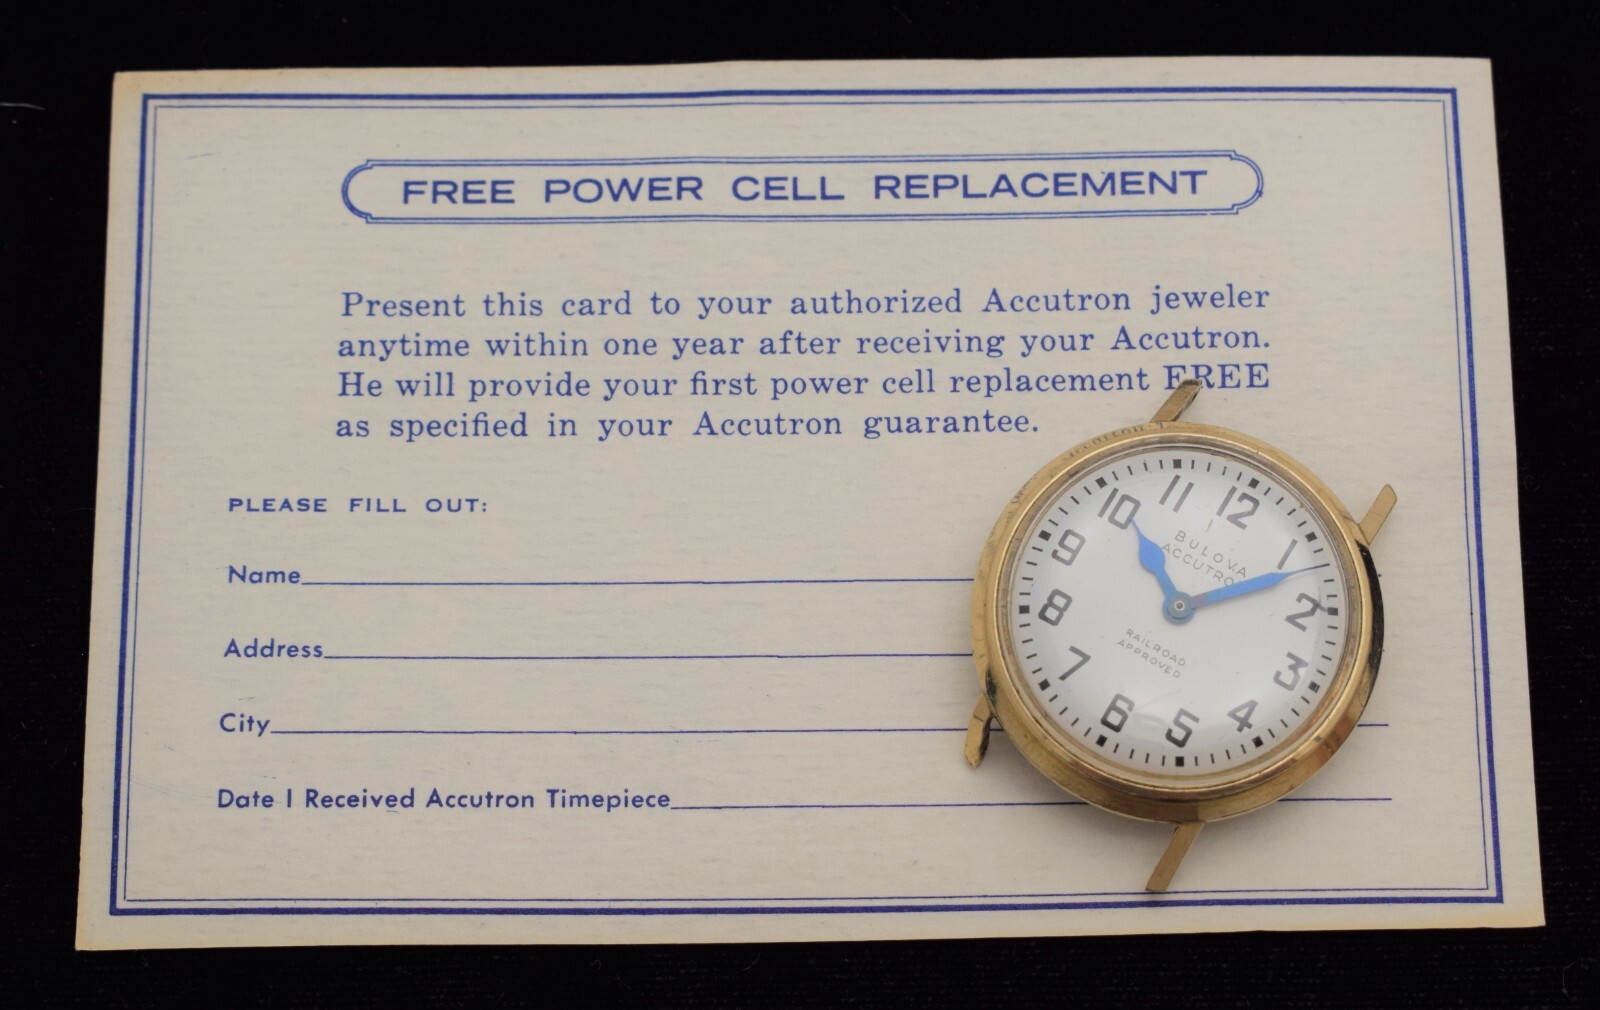 FREE POWER CELL REPLACEMENT
Present this card to your authorized Accutron jeweler
anytime within one year after receiving your Accutron.
He will provide your first power cell replacement FREE
as specified in your Accutron guarantee.
PLEASE FILL OUT:
Name
Address
City
Date I Received Accutron Timepiece
12
1
2
3
4
5
6
7
8
9
10
11
BULOVA
ACCUTRON
RAILROAD
APPROVED